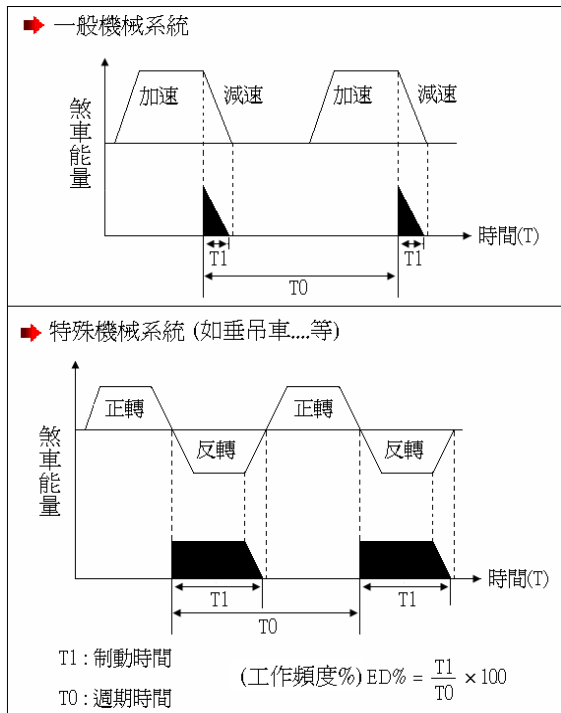 一般機械系統
煞車能量
加速
減速
加速
減速
T1
T1
T0
時間(T)
特殊機械系統 (如垂吊車....等)
煞車能量
正轉
反轉
正轉
反轉
T1
T1
T0
時間(T)
T1 : 制動時間
T0 : 週期時間
(工作頻度%) ED% = T1/T0 × 100